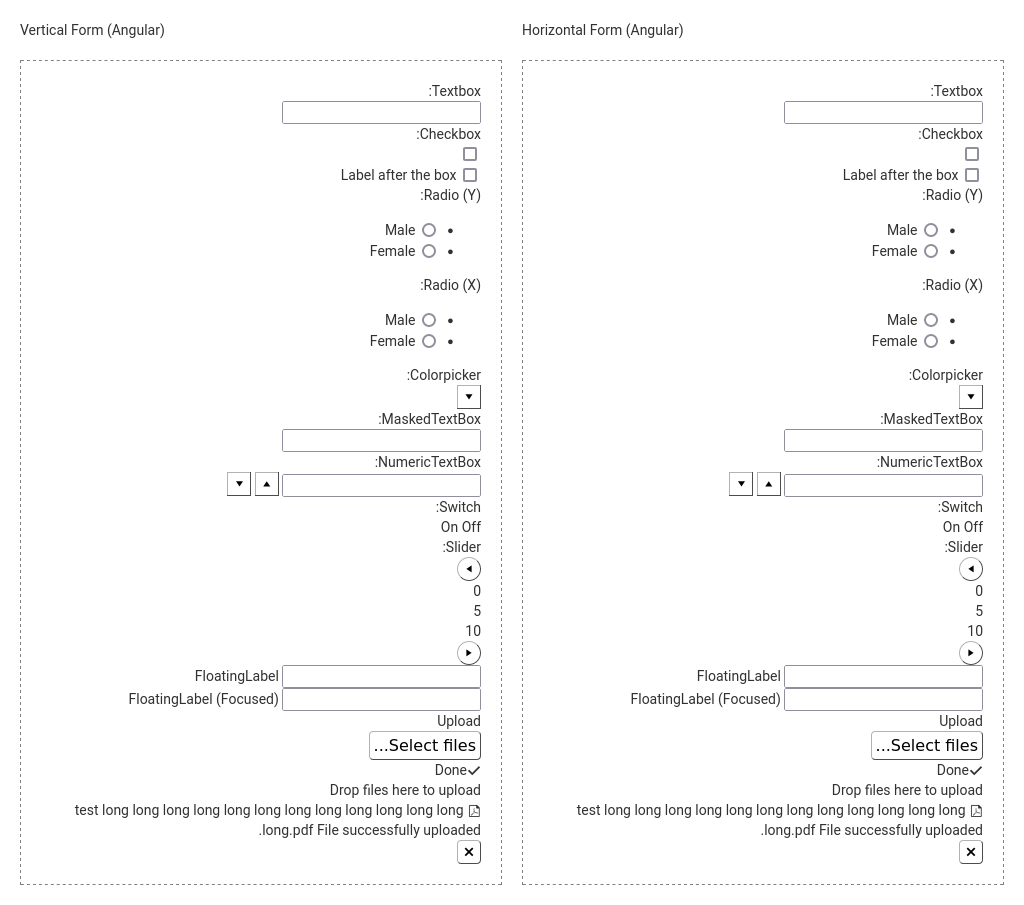 Vertical Form (Angular)
:Textbox
:Checkbox
Label after the box
:Radio (Y)
Male
Female
:Radio (X)
Male
Female
:Colorpicker
:MaskedTextBox
:NumericTextBox
:Switch
On Off
:Slider
0
5
10
FloatingLabel
FloatingLabel (Focused)
Upload
...Select files
Done
Drop files here to upload
test long long long long long long long long long long long long
.long.pdf File successfully uploaded
Horizontal Form (Angular)
:Textbox
:Checkbox
Label after the box
:Radio (Y)
Male
Female
:Radio (X)
Male
Female
:Colorpicker
:MaskedTextBox
:NumericTextBox
:Switch
On Off
:Slider
0
5
10
FloatingLabel
FloatingLabel (Focused)
Upload
...Select files
Done
Drop files here to upload
test long long long long long long long long long long long long
.long.pdf File successfully uploaded